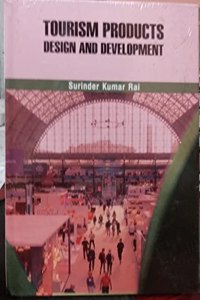 TOURISM PRODUCTS
DESIGN AND DEVELOPMENT
Surinder Kumar Rai